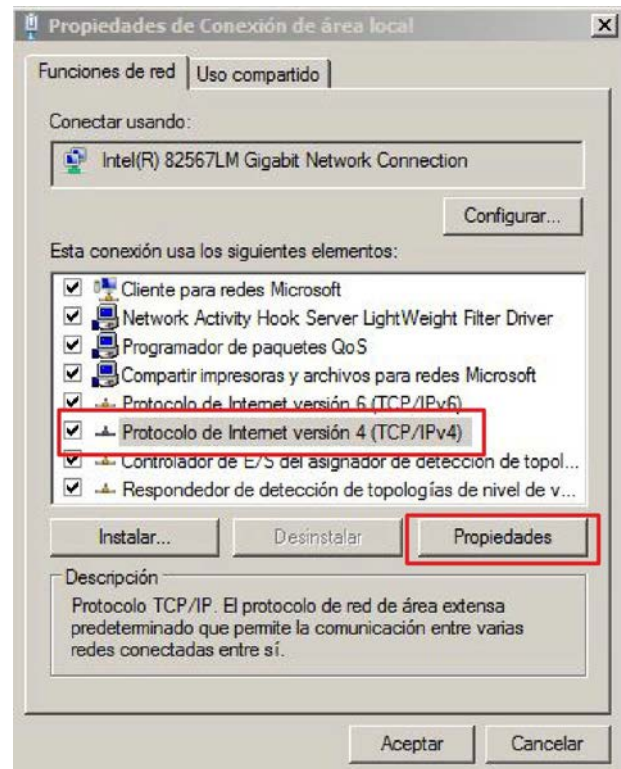 Propiedades de Conexión de área local
Funciones de red
Uso compartido
Conectar usando:
Intel(R) 82567LM Gigabit Network Connection
Configurar...
Esta conexión usa los siguientes elementos:
Cliente para redes Microsoft
Network Activity Hook Server LightWeight Filter Driver
Programador de paquetes QoS
Compartir impresoras y archivos para redes Microsoft
Protocolo de Internet versión 6 (TCP/IPv6)
Protocolo de Internet versión 4 (TCP/IPv4)
Controlador de E/S del asignador de detección de topol...
Respondedor de detección de topologías de nivel de v...
Instalar...
Desinstalar
Propiedades
Descripción
Protocolo TCP/IP. El protocolo de red de área extensa
predeterminado que permite la comunicación entre varias
redes conectadas entre sí.
Aceptar
Cancelar